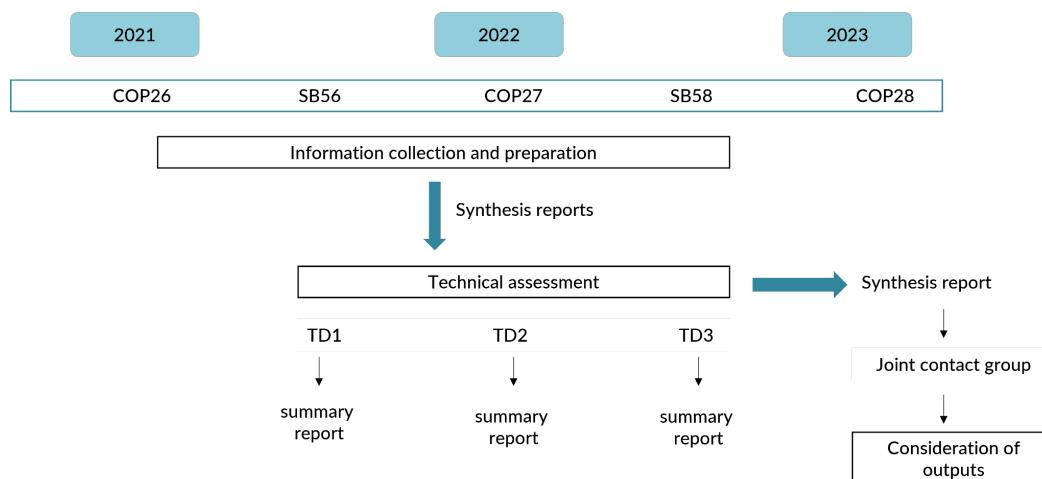 2021
2022
2023
COP26
SB56
COP27
SB58
COP28
Information collection and preparation
Synthesis reports
Technical assessment
Synthesis report
TD1
TD2
TD3
Joint contact group
summary
report
summary
report
summary
report
Consideration of
outputs